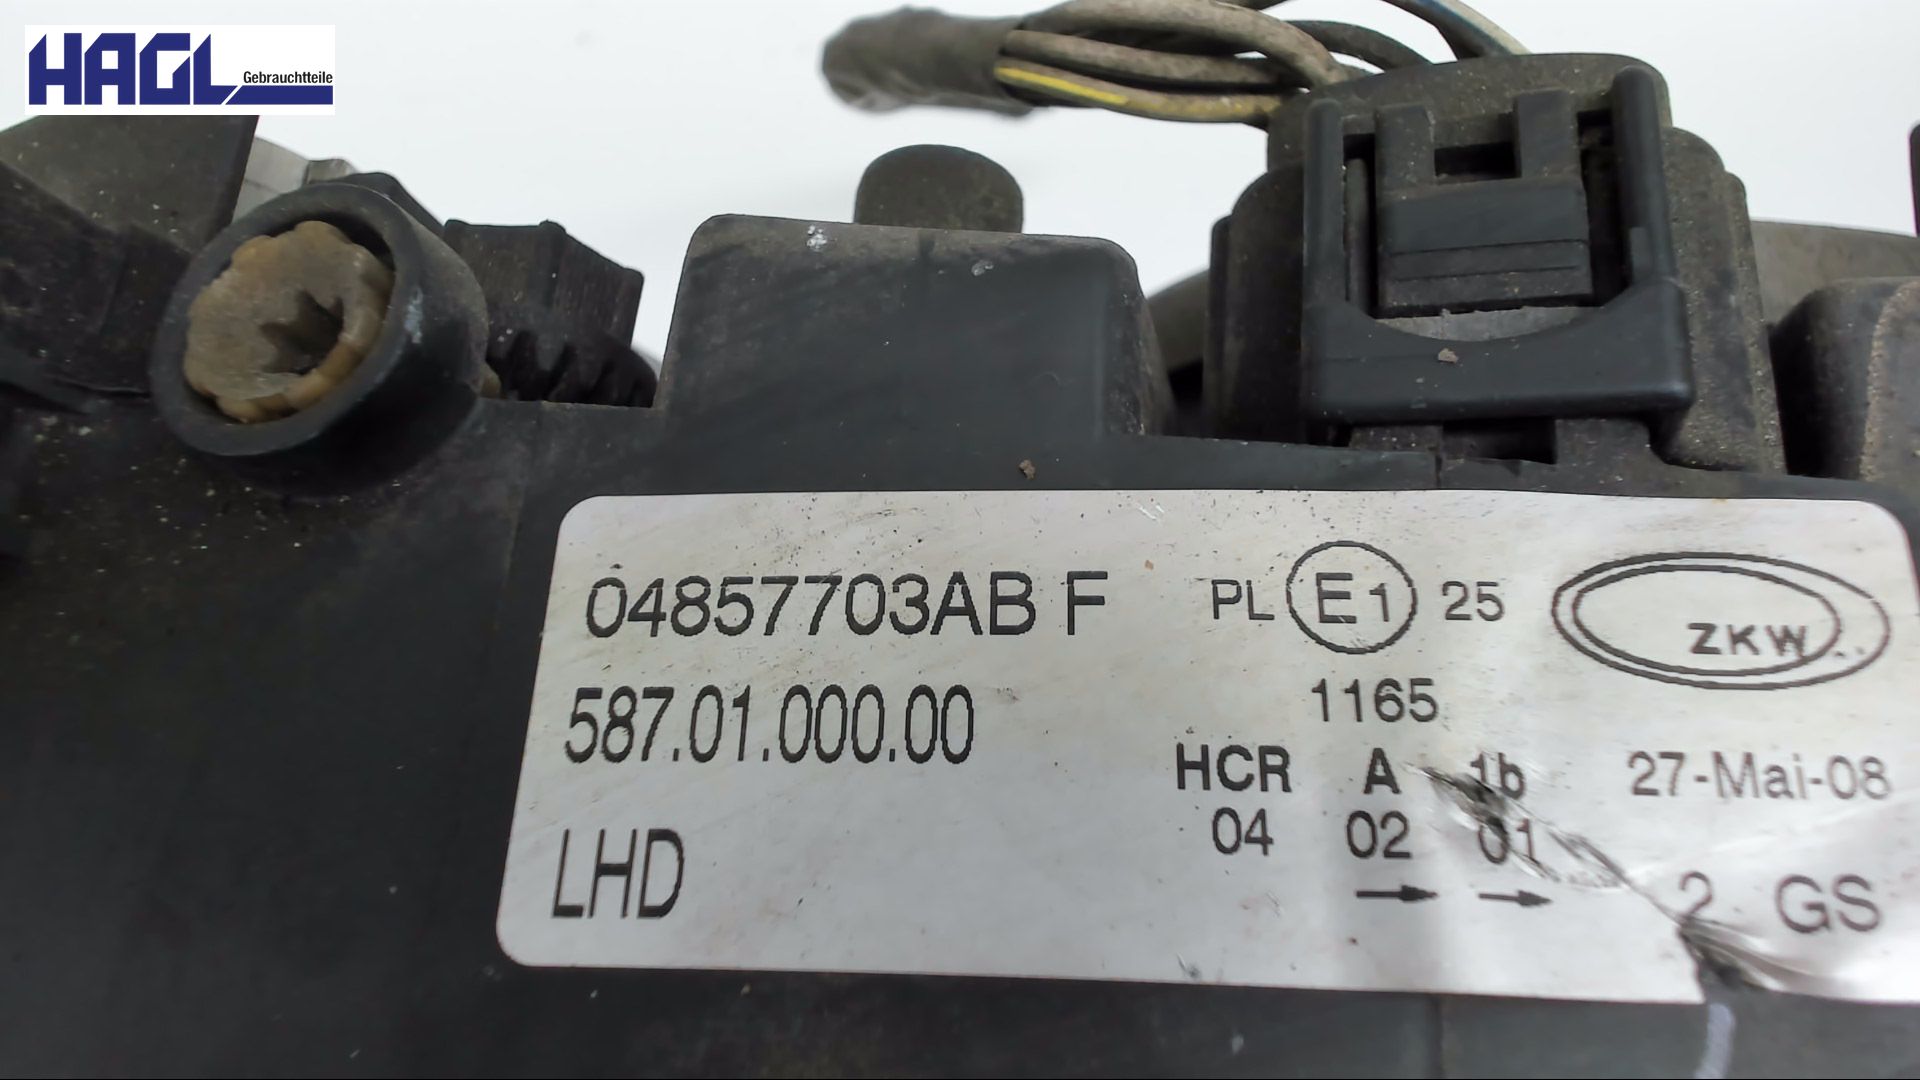 HAGL
Gebrauchtteile
04857703AB F
587.01.000.00
LHD
PL E1 25
1165
HCR A 1b
04 02 01
ZKW
27-Mai-08
2 GS